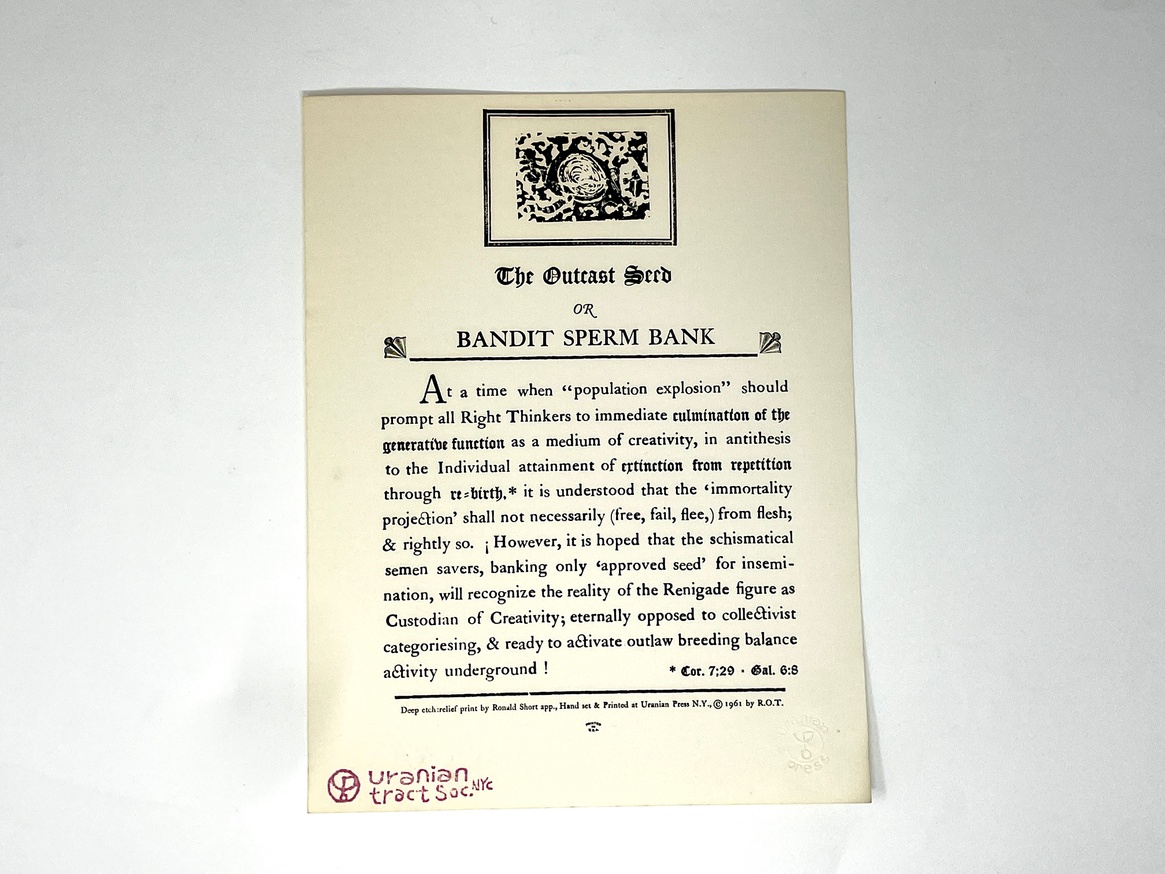 The Outcast Seed
OR
BANDIT SPERM BANK
At a time when “population explosion” should
prompt all Right Thinkers to immediate culmination of the
generative function as a medium of creativity, in antithesis
to the Individual attainment of extinction from repetition
through re=birth,* it is understood that the ‘immortality
projection’ shall not necessarily (free, fail, flee,) from flesh;
& rightly so. ¡ However, it is hoped that the schismatical
semen savers, banking only ‘approved seed’ for insemi-
nation, will recognize the reality of the Renigade figure as
Custodian of Creativity; eternally opposed to collectivist
categoriesing, & ready to activate outlaw breeding balance
activity underground !
* Cor. 7;29 · Gal. 6:8
Deep etch:relief print by Ronald Short app., Hand set & Printed at Uranian Press N.Y., © 1961 by R.O.T.
PRINTED
IN
U.S.A.
uranian
press
uranian
tract Soc. NYc